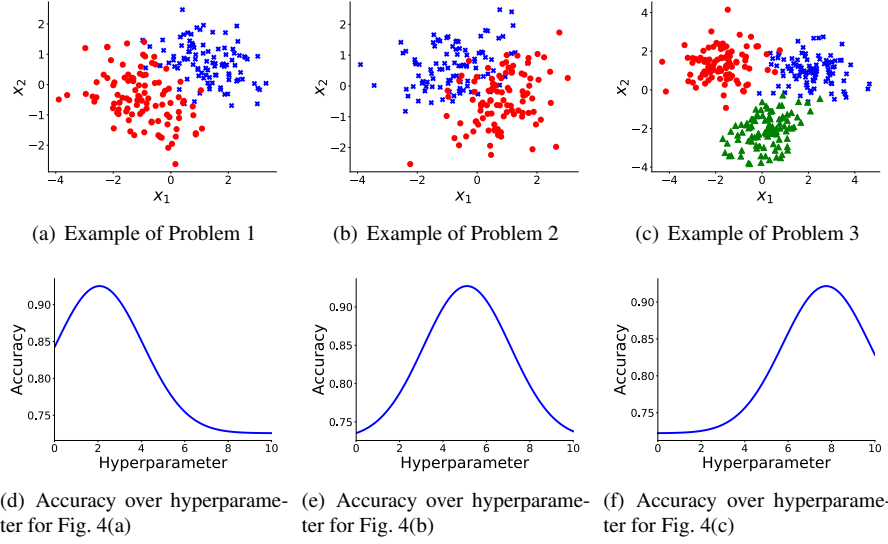 2
1
0
−1
−2
x2
−4 −2 0 2
x1
(a) Example of Problem 1
2
1
0
−1
−2
x2
−4 −2 0 2
x1
(b) Example of Problem 2
4
2
0
−2
−4
x2
−4 −2 0 2 4
x1
(c) Example of Problem 3
0.90
0.85
0.80
0.75
Accuracy
0 2 4 6 8 10
Hyperparameter
(d) Accuracy over hyperparame-
ter for Fig. 4(a)
0.90
0.85
0.80
0.75
Accuracy
0 2 4 6 8 10
Hyperparameter
(e) Accuracy over hyperparame-
ter for Fig. 4(b)
0.90
0.85
0.80
0.75
Accuracy
0 2 4 6 8 10
Hyperparameter
(f) Accuracy over hyperparame-
ter for Fig. 4(c)